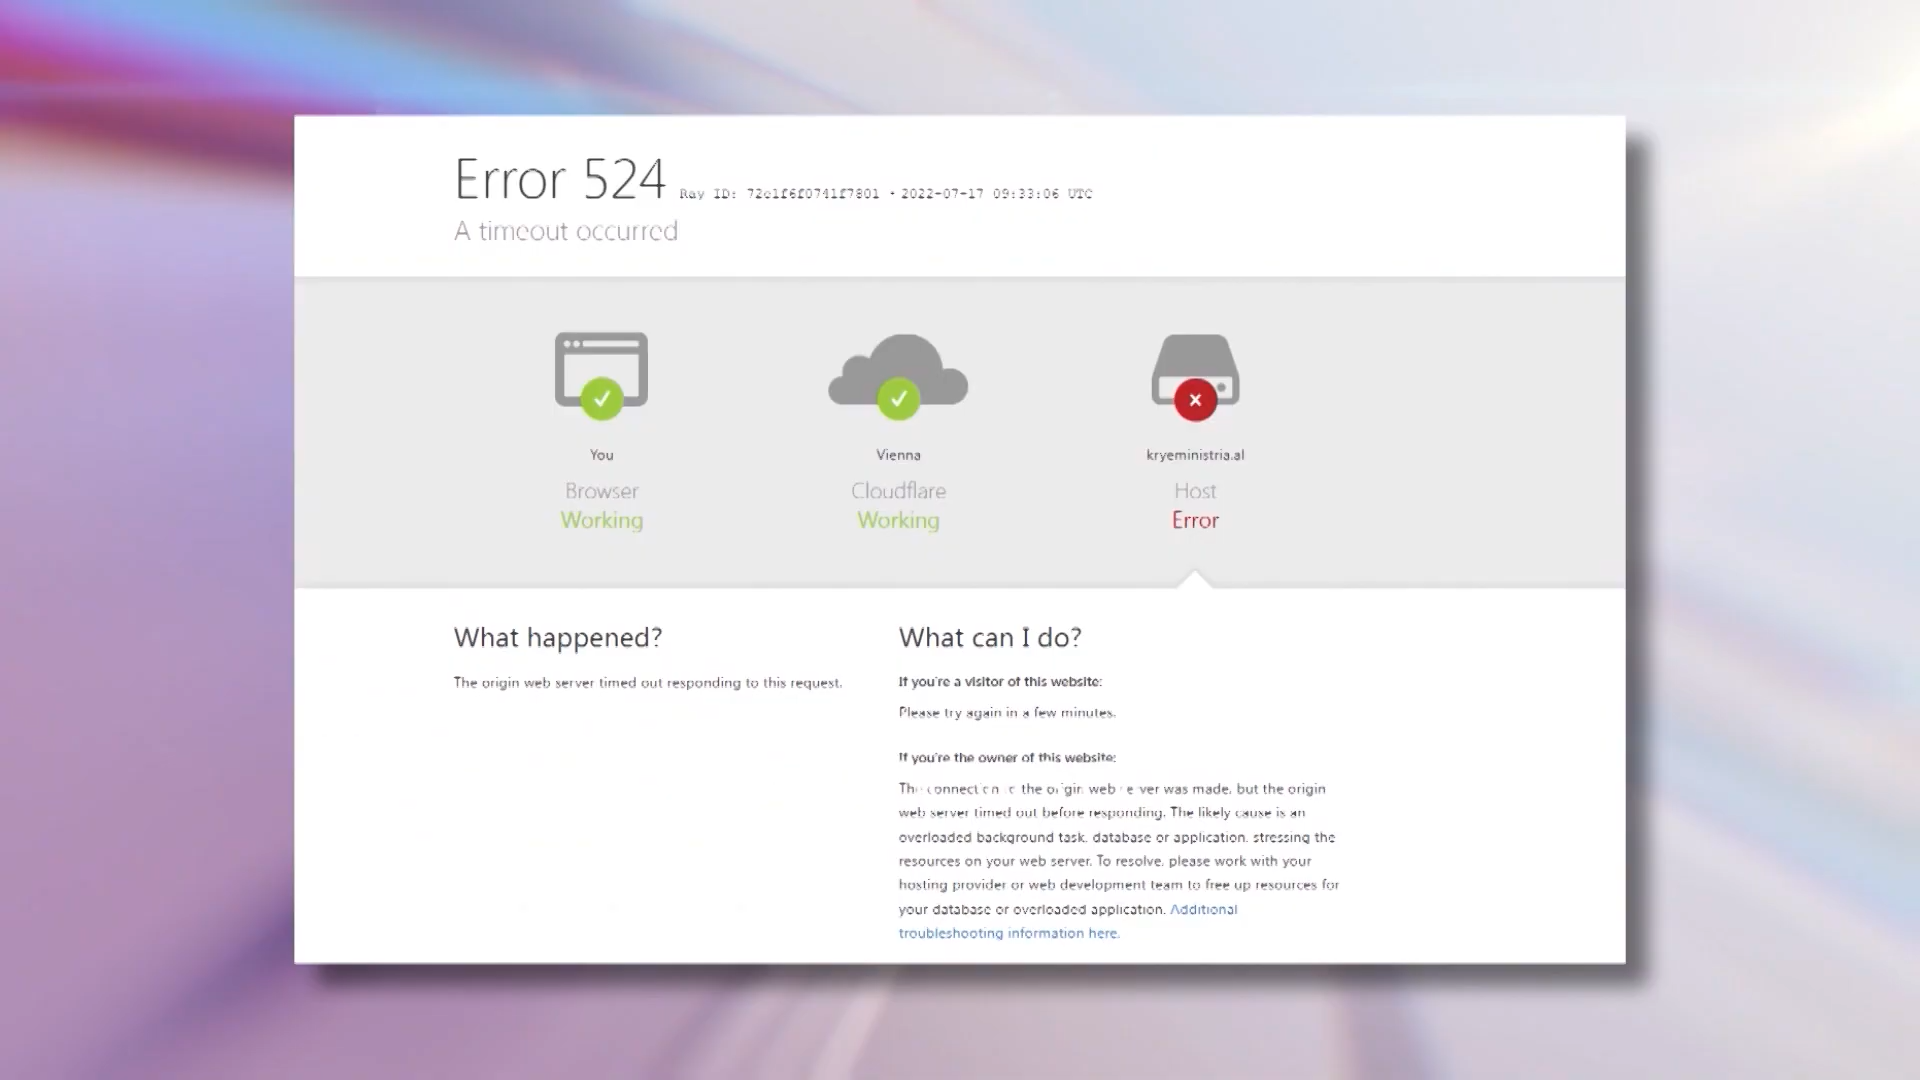 Error 524 Ray ID: 72c1f6f0741f7801 • 2022-07-17 09:33:06 UTC
A timeout occurred
You
Browser
Working
Vienna
Cloudflare
Working
kryeministria.al
Host
Error
What happened?
The origin web server timed out responding to this request.
What can I do?
If you're a visitor of this website:
Please try again in a few minutes.
If you're the owner of this website:
The connection to the origin web server was made, but the origin
web server timed out before responding. The likely cause is an
overloaded background task, database or application, stressing the
resources on your web server. To resolve, please work with your
hosting provider or web development team to free up resources for
your database or overloaded application. Additional
troubleshooting information here.